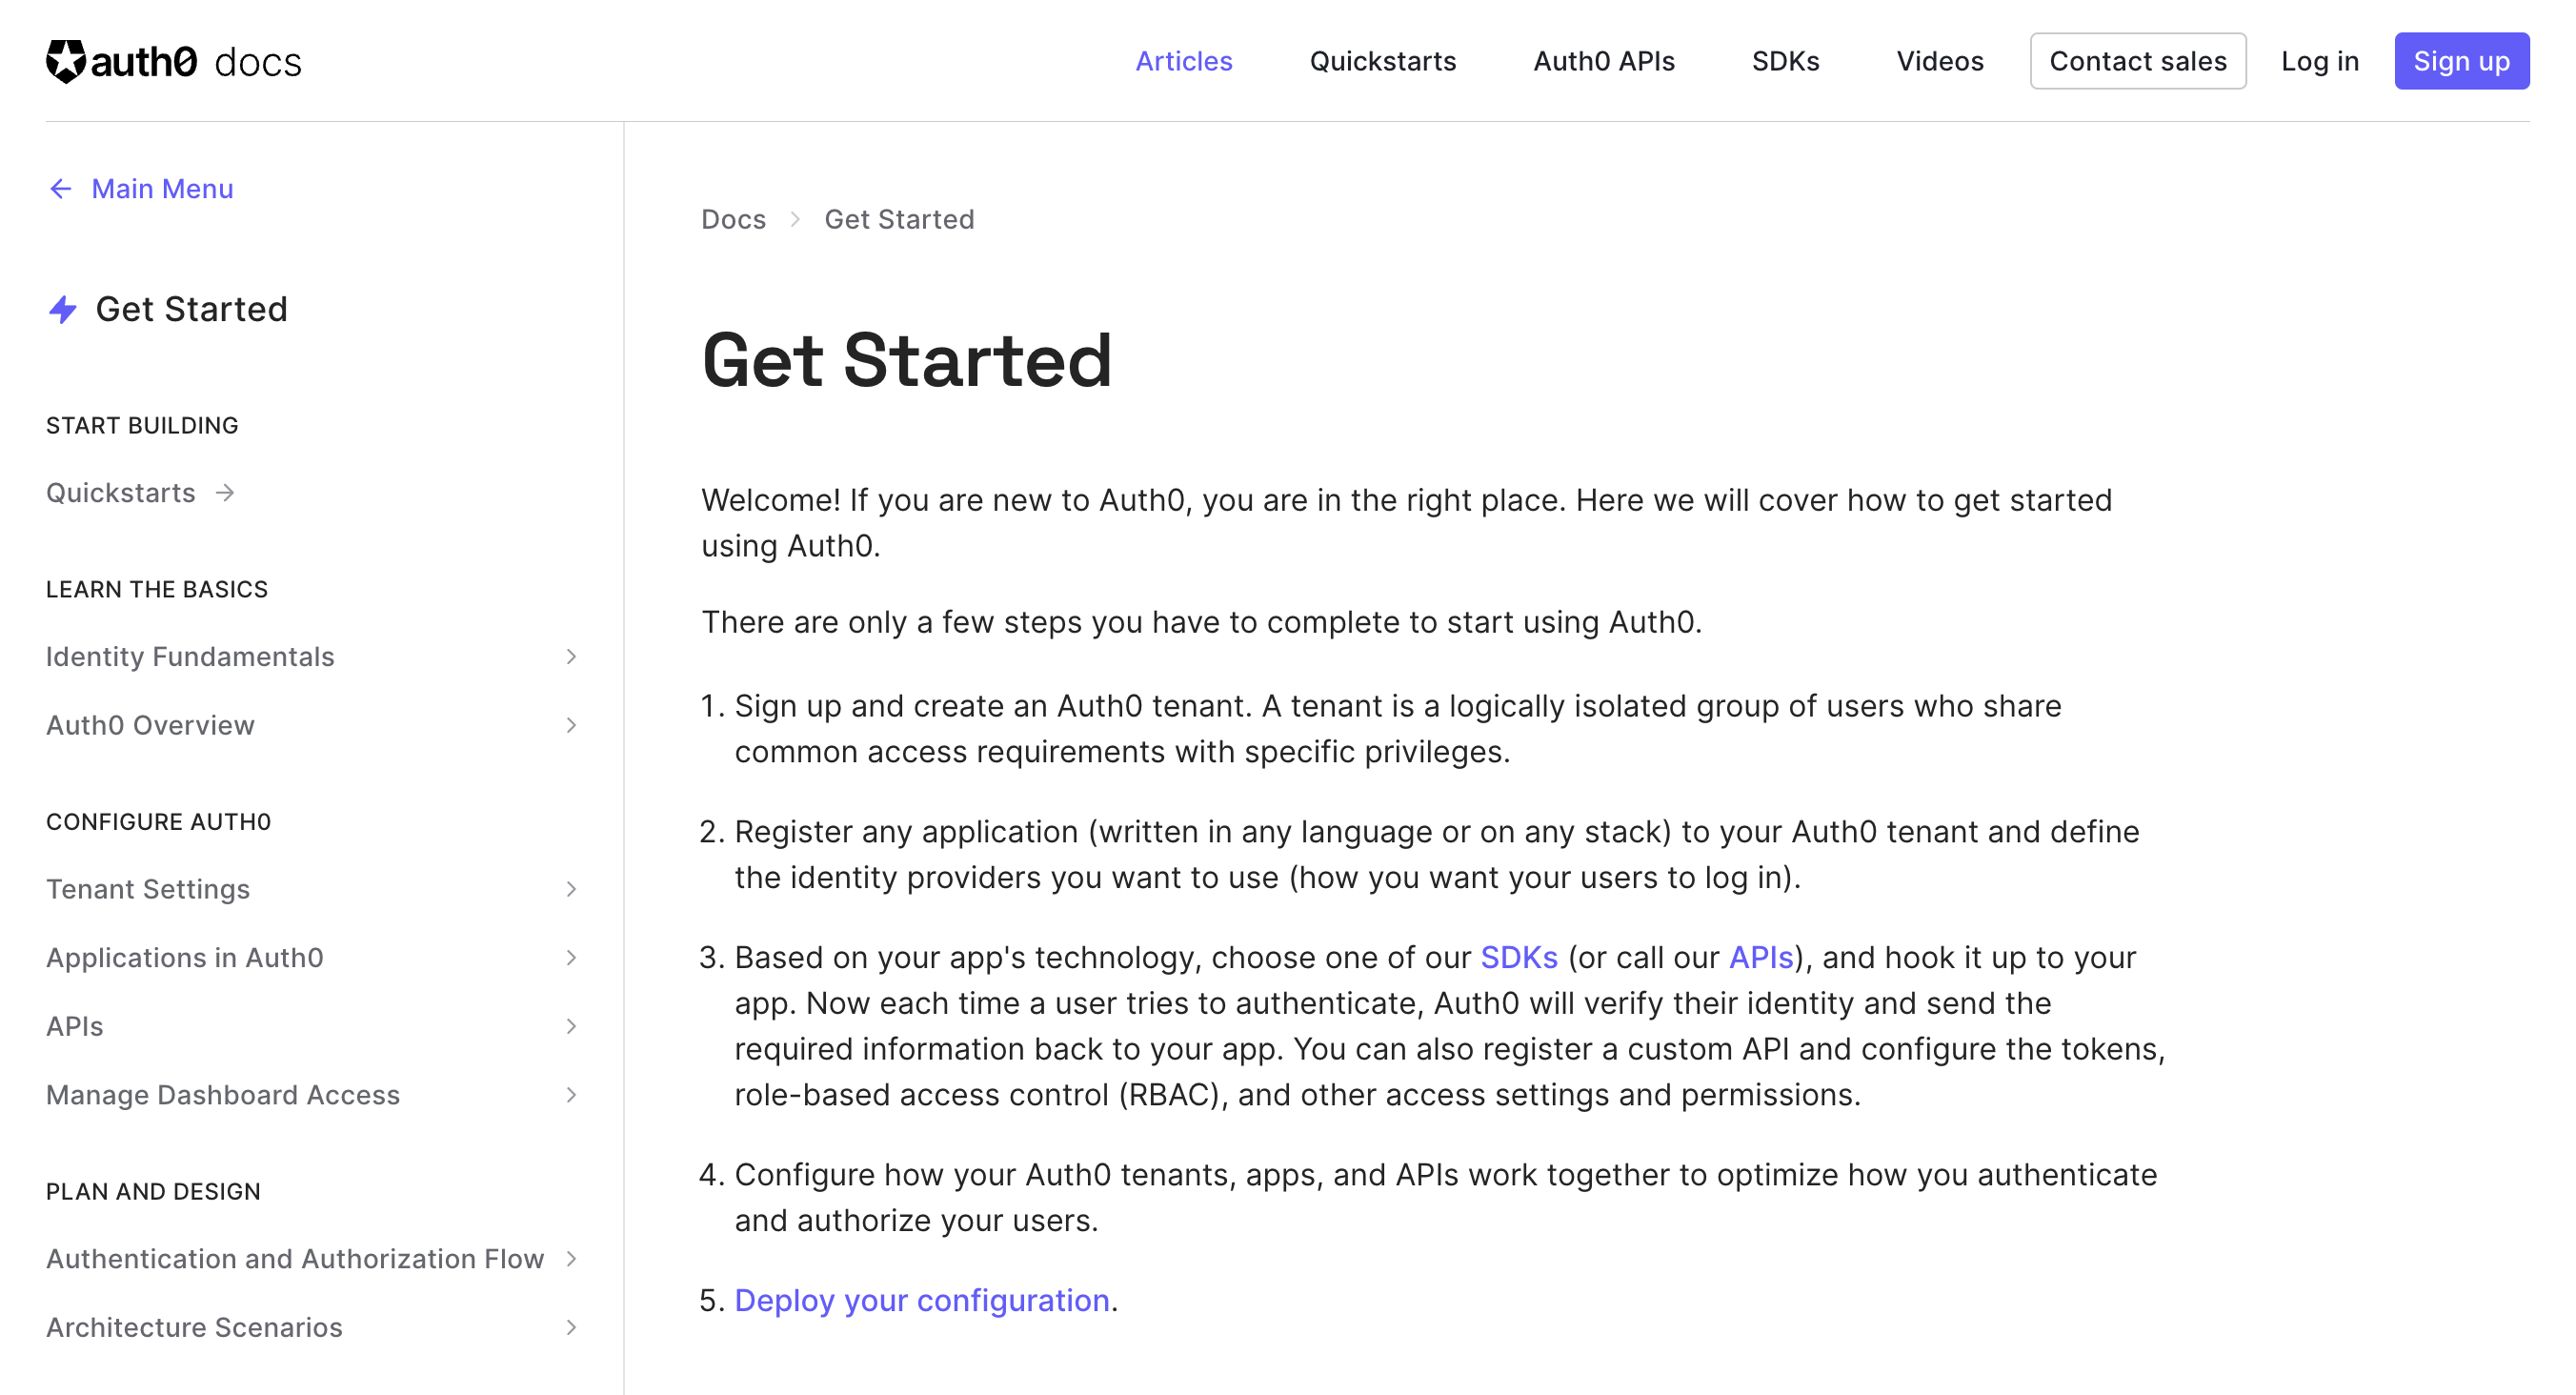 auth0 docs
Articles
Quickstarts
Auth0 APIs
SDKs
Videos
Contact sales
Log in
Sign up
Main Menu
Get Started
START BUILDING
Quickstarts
LEARN THE BASICS
Identity Fundamentals
Auth0 Overview
CONFIGURE AUTH0
Tenant Settings
Applications in Auth0
APIs
Manage Dashboard Access
PLAN AND DESIGN
Authentication and Authorization Flow
Architecture Scenarios
Docs > Get Started
Get Started
Welcome! If you are new to Auth0, you are in the right place. Here we will cover how to get started
using Auth0.
There are only a few steps you have to complete to start using Auth0.
1. Sign up and create an Auth0 tenant. A tenant is a logically isolated group of users who share
common access requirements with specific privileges.
2. Register any application (written in any language or on any stack) to your Auth0 tenant and define
the identity providers you want to use (how you want your users to log in).
3. Based on your app's technology, choose one of our SDKs (or call our APIs), and hook it up to your
app. Now each time a user tries to authenticate, Auth0 will verify their identity and send the
required information back to your app. You can also register a custom API and configure the tokens,
role-based access control (RBAC), and other access settings and permissions.
4. Configure how your Auth0 tenants, apps, and APIs work together to optimize how you authenticate
and authorize your users.
5. Deploy your configuration.